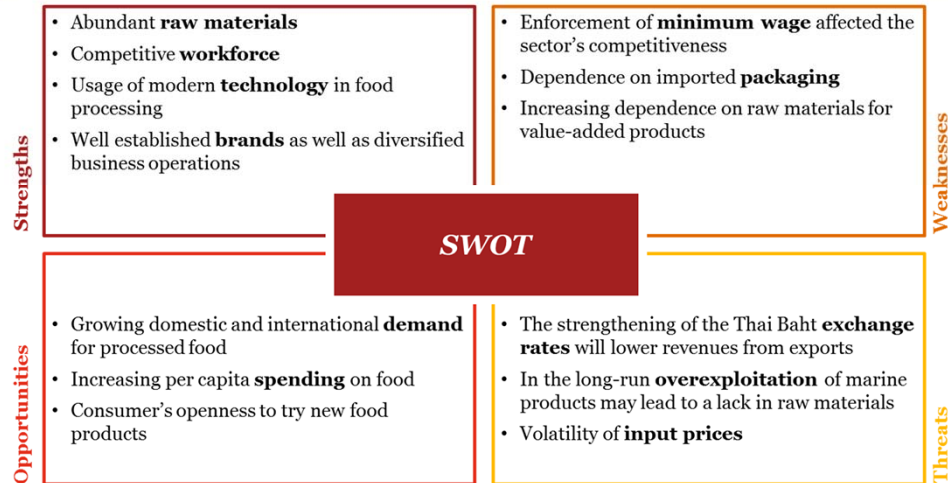 Strengths
• Abundant raw materials
• Competitive workforce
• Usage of modern technology in food
processing
• Well established brands as well as diversified
business operations
Weaknesses
• Enforcement of minimum wage affected the
sector's competitiveness
• Dependence on imported packaging
• Increasing dependence on raw materials for
value-added products
SWOT
Opportunities
• Growing domestic and international demand
for processed food
• Increasing per capita spending on food
• Consumer's openness to try new food
products
Threats
• The strengthening of the Thai Baht exchange
rates will lower revenues from exports
• In the long-run overexploitation of marine
products may lead to a lack in raw materials
• Volatility of input prices